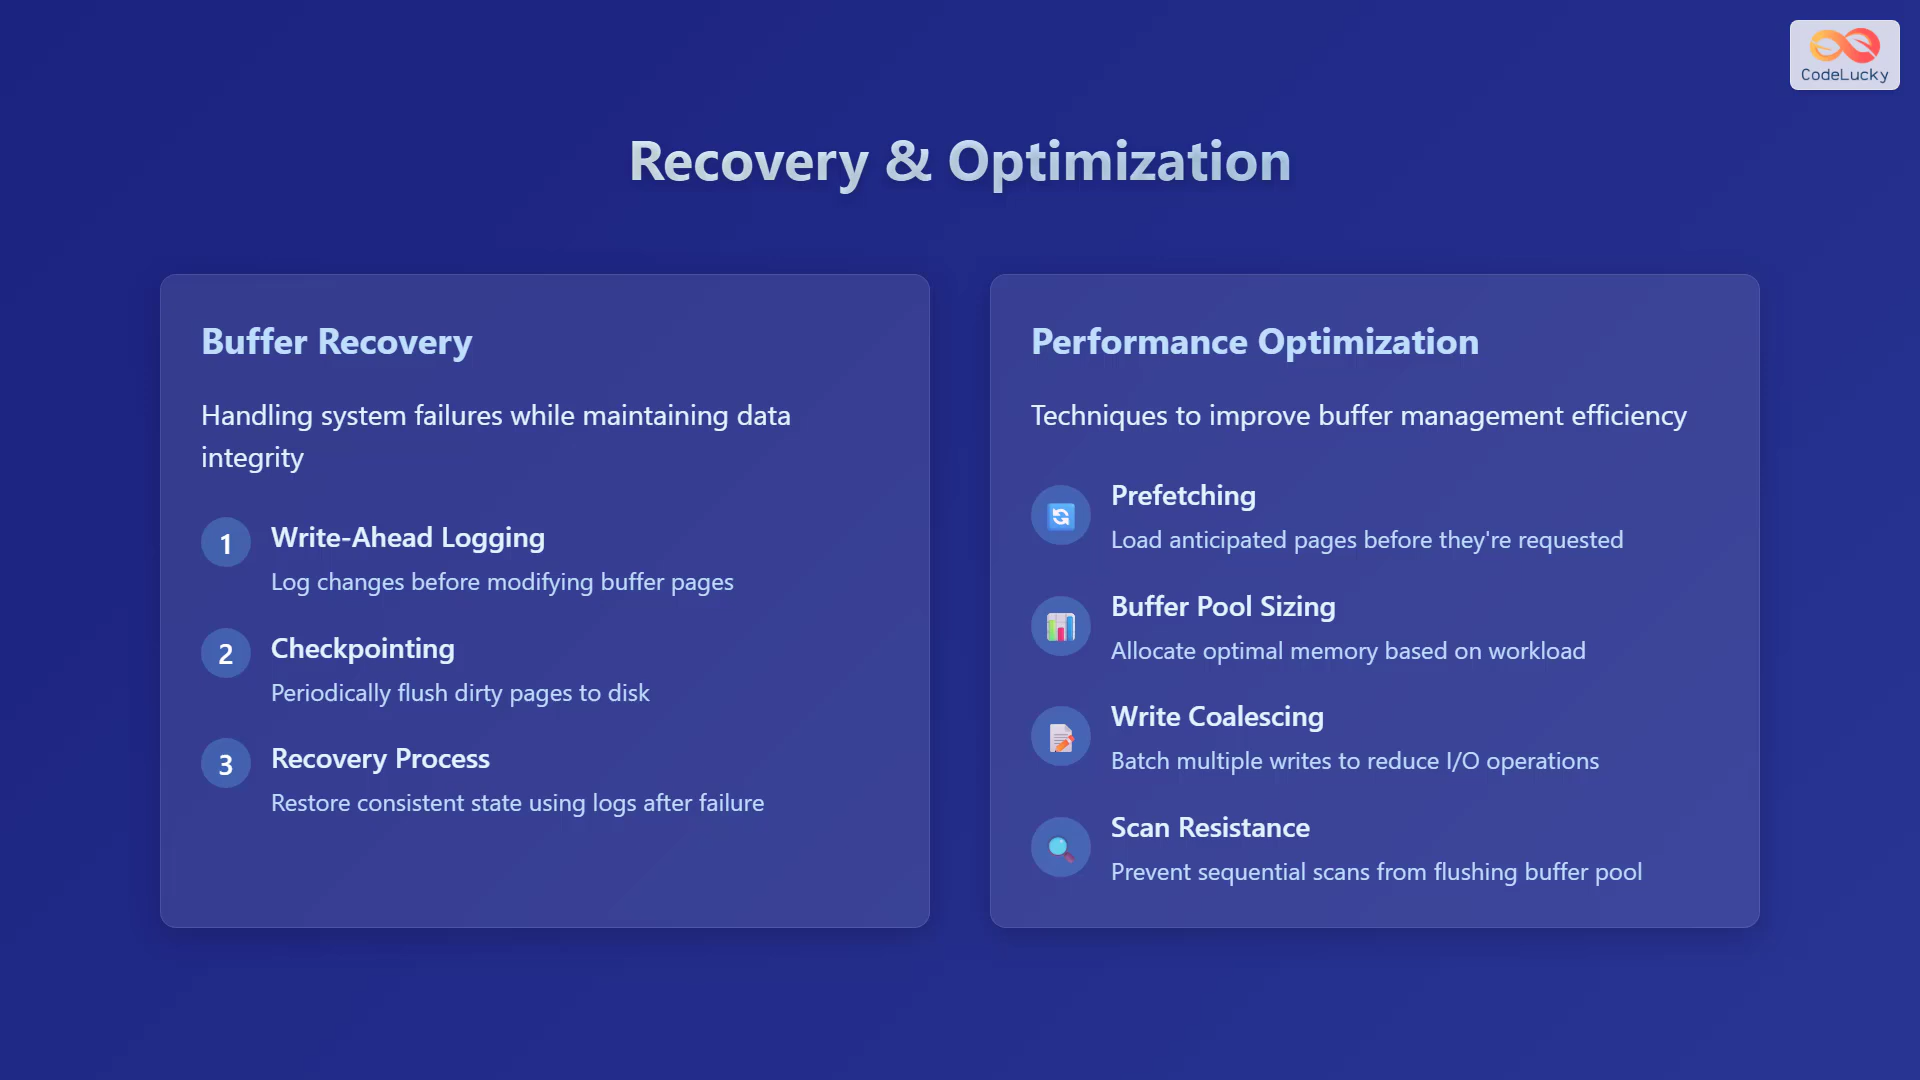 CodeLucky
Recovery & Optimization
Buffer Recovery
Handling system failures while maintaining data
integrity
1
Write-Ahead Logging
Log changes before modifying buffer pages
2
Checkpointing
Periodically flush dirty pages to disk
3
Recovery Process
Restore consistent state using logs after failure
Performance Optimization
Techniques to improve buffer management efficiency
Prefetching
Load anticipated pages before they're requested
Buffer Pool Sizing
Allocate optimal memory based on workload
Write Coalescing
Batch multiple writes to reduce I/O operations
Scan Resistance
Prevent sequential scans from flushing buffer pool